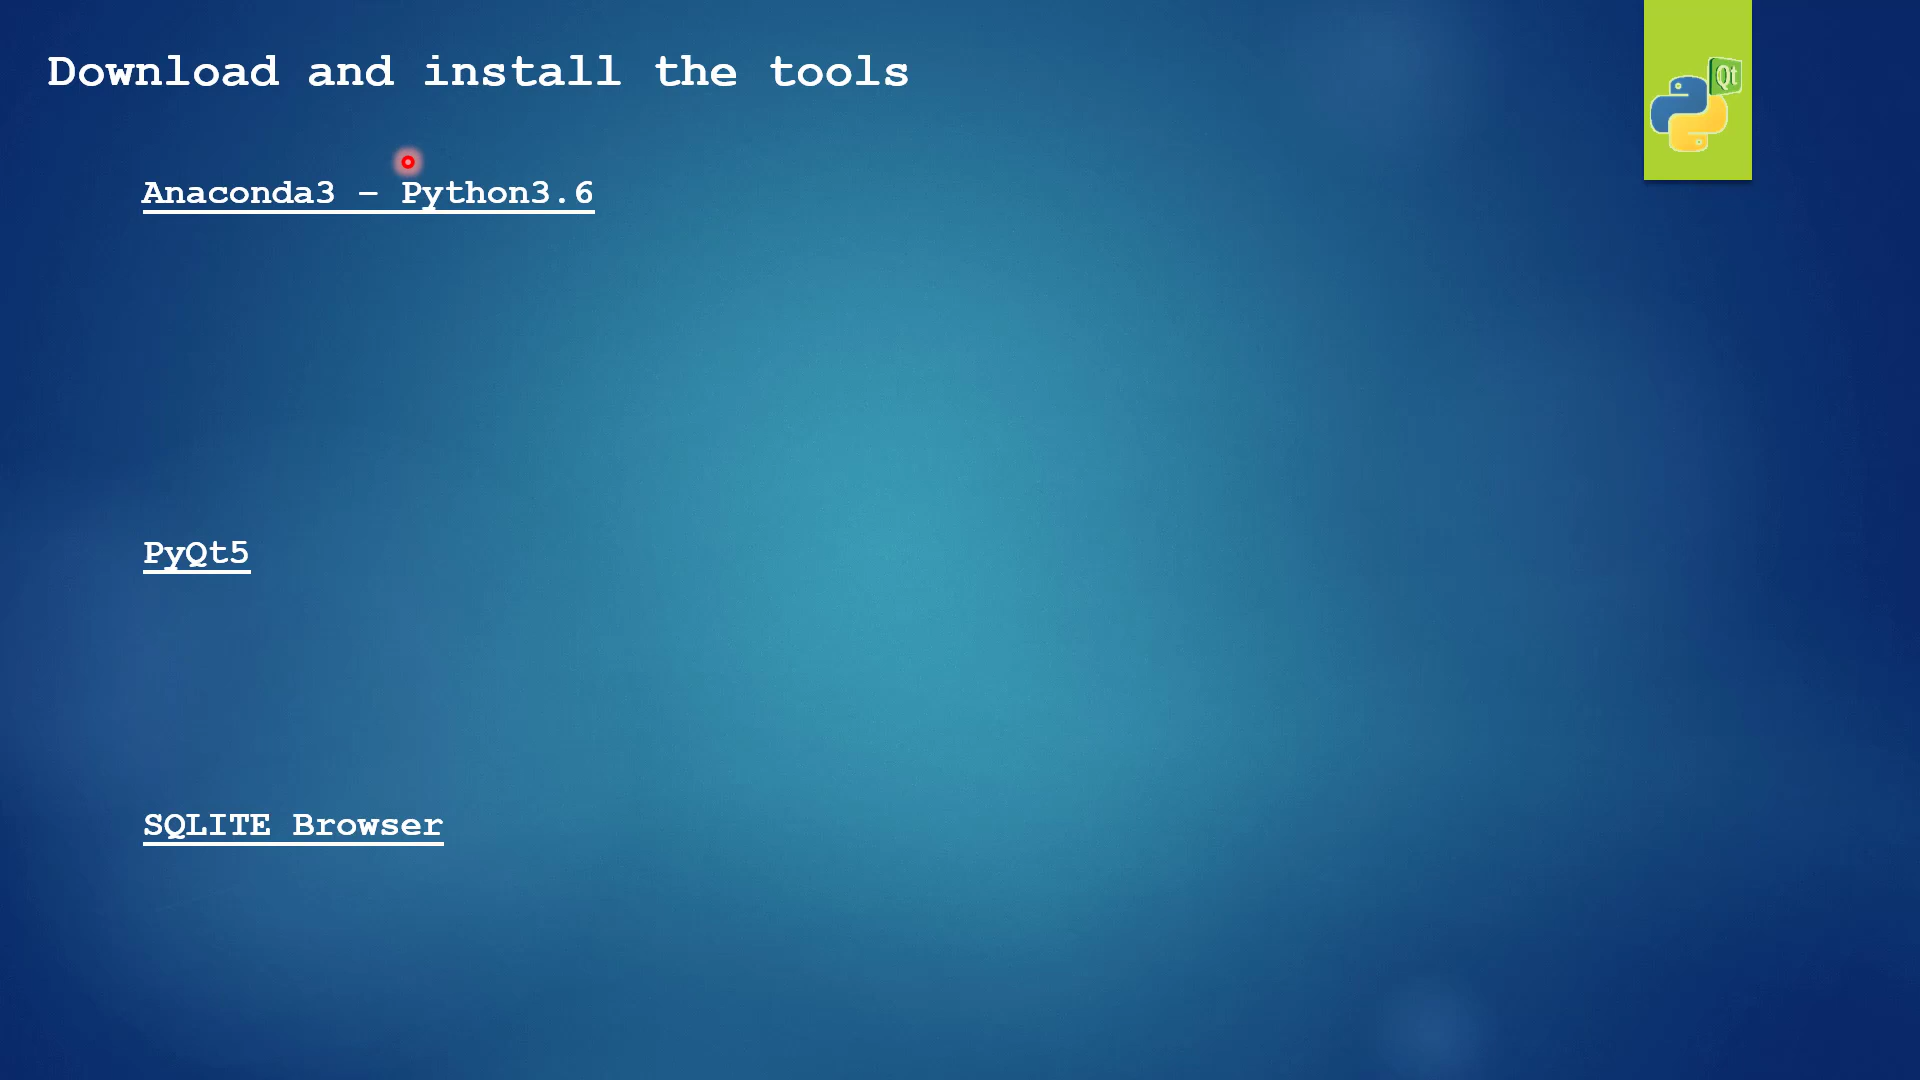 Download and install the tools
Qt
Anaconda3 – Python3.6
PyQt5
SQLITE Browser